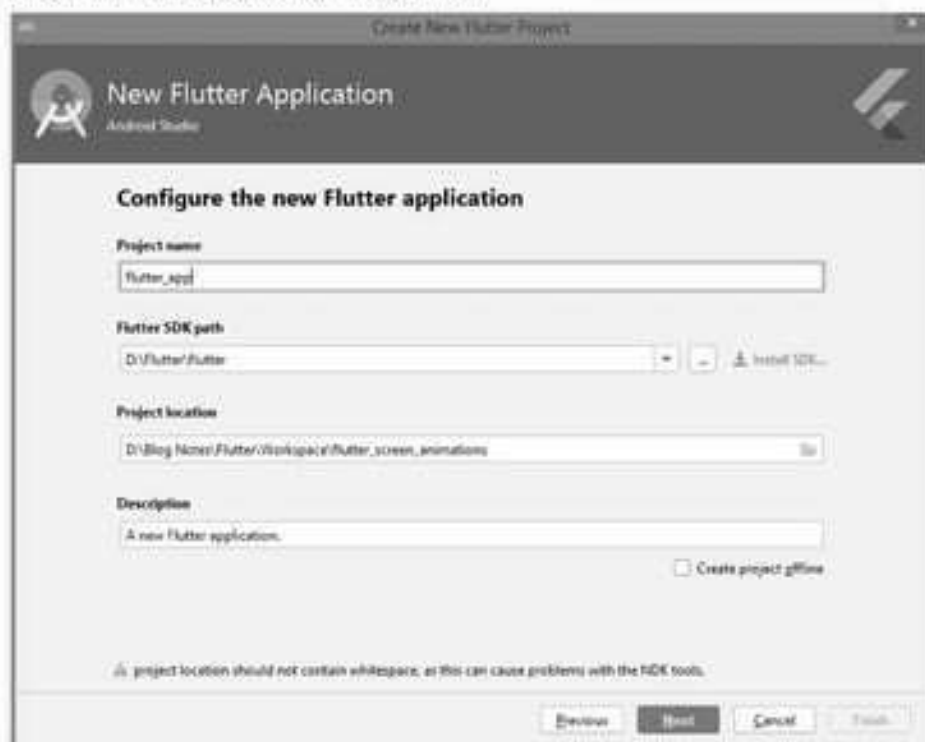 Create New Flutter Project
New Flutter Application
Android Studio
Configure the new Flutter application
Project name
flutter_app
Flutter SDK path
D:\Flutter\flutter
Install SDK...
Project location
D:\Blog Notes\Flutter\Workspace\flutter_screen_animations
Description
A new Flutter application.
Create project offline
project location should not contain whitespace, as this can cause problems with the NDK tools.
Previous Next Cancel Finish